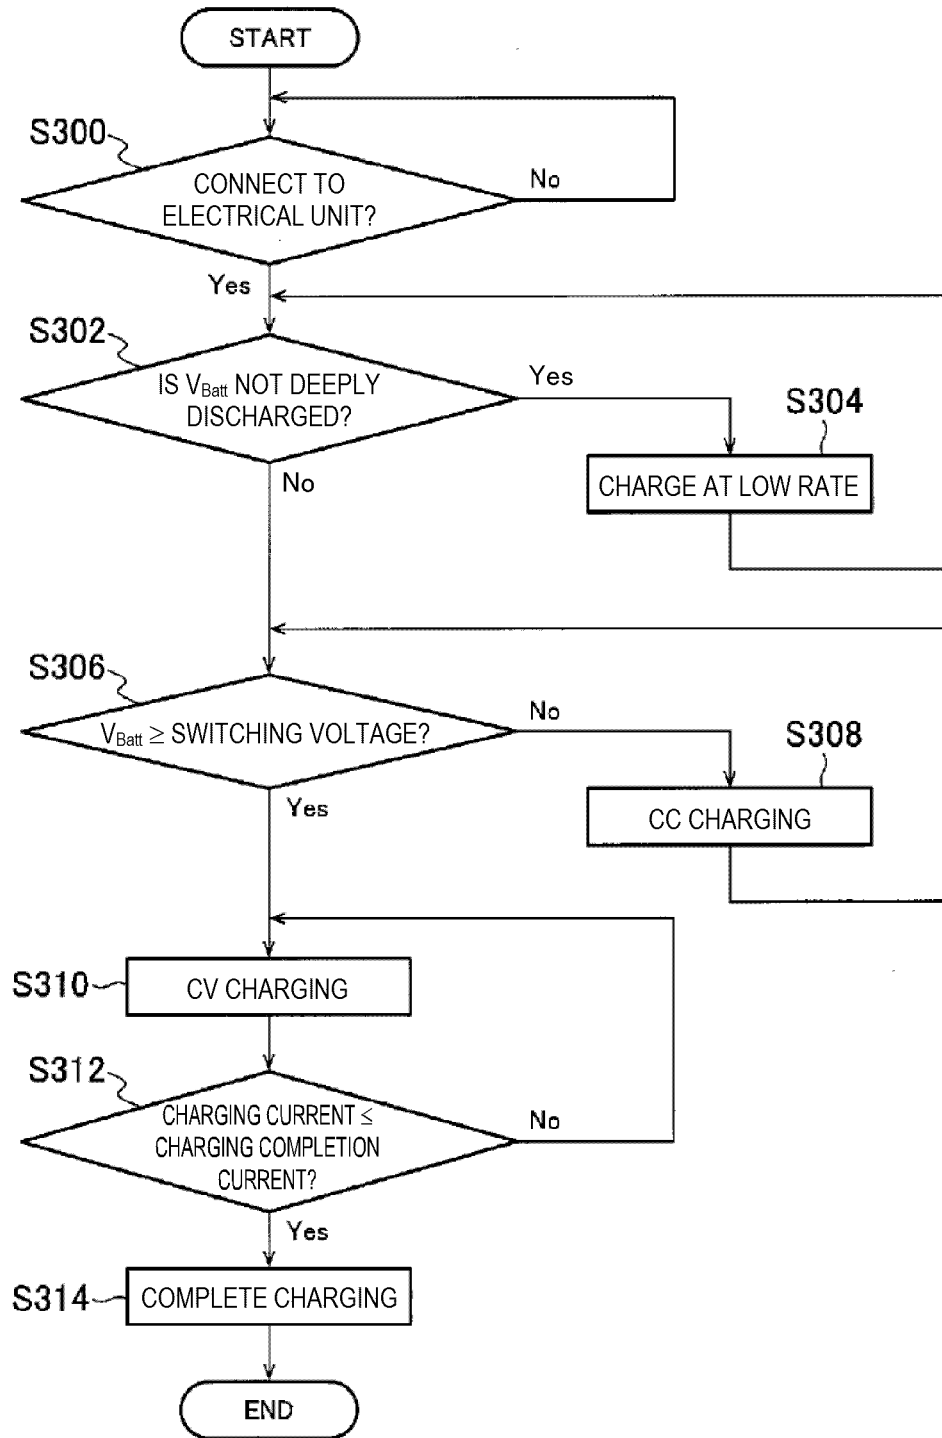 START
S300
CONNECT TO
ELECTRICAL UNIT?
No
Yes
S302
IS VBatt NOT DEEPLY
DISCHARGED?
Yes
No
S304
CHARGE AT LOW RATE
S306
VBatt ≥ SWITCHING VOLTAGE?
No
Yes
S308
CC CHARGING
S310
CV CHARGING
S312
CHARGING CURRENT ≤
CHARGING COMPLETION
CURRENT?
No
Yes
S314
COMPLETE CHARGING
END